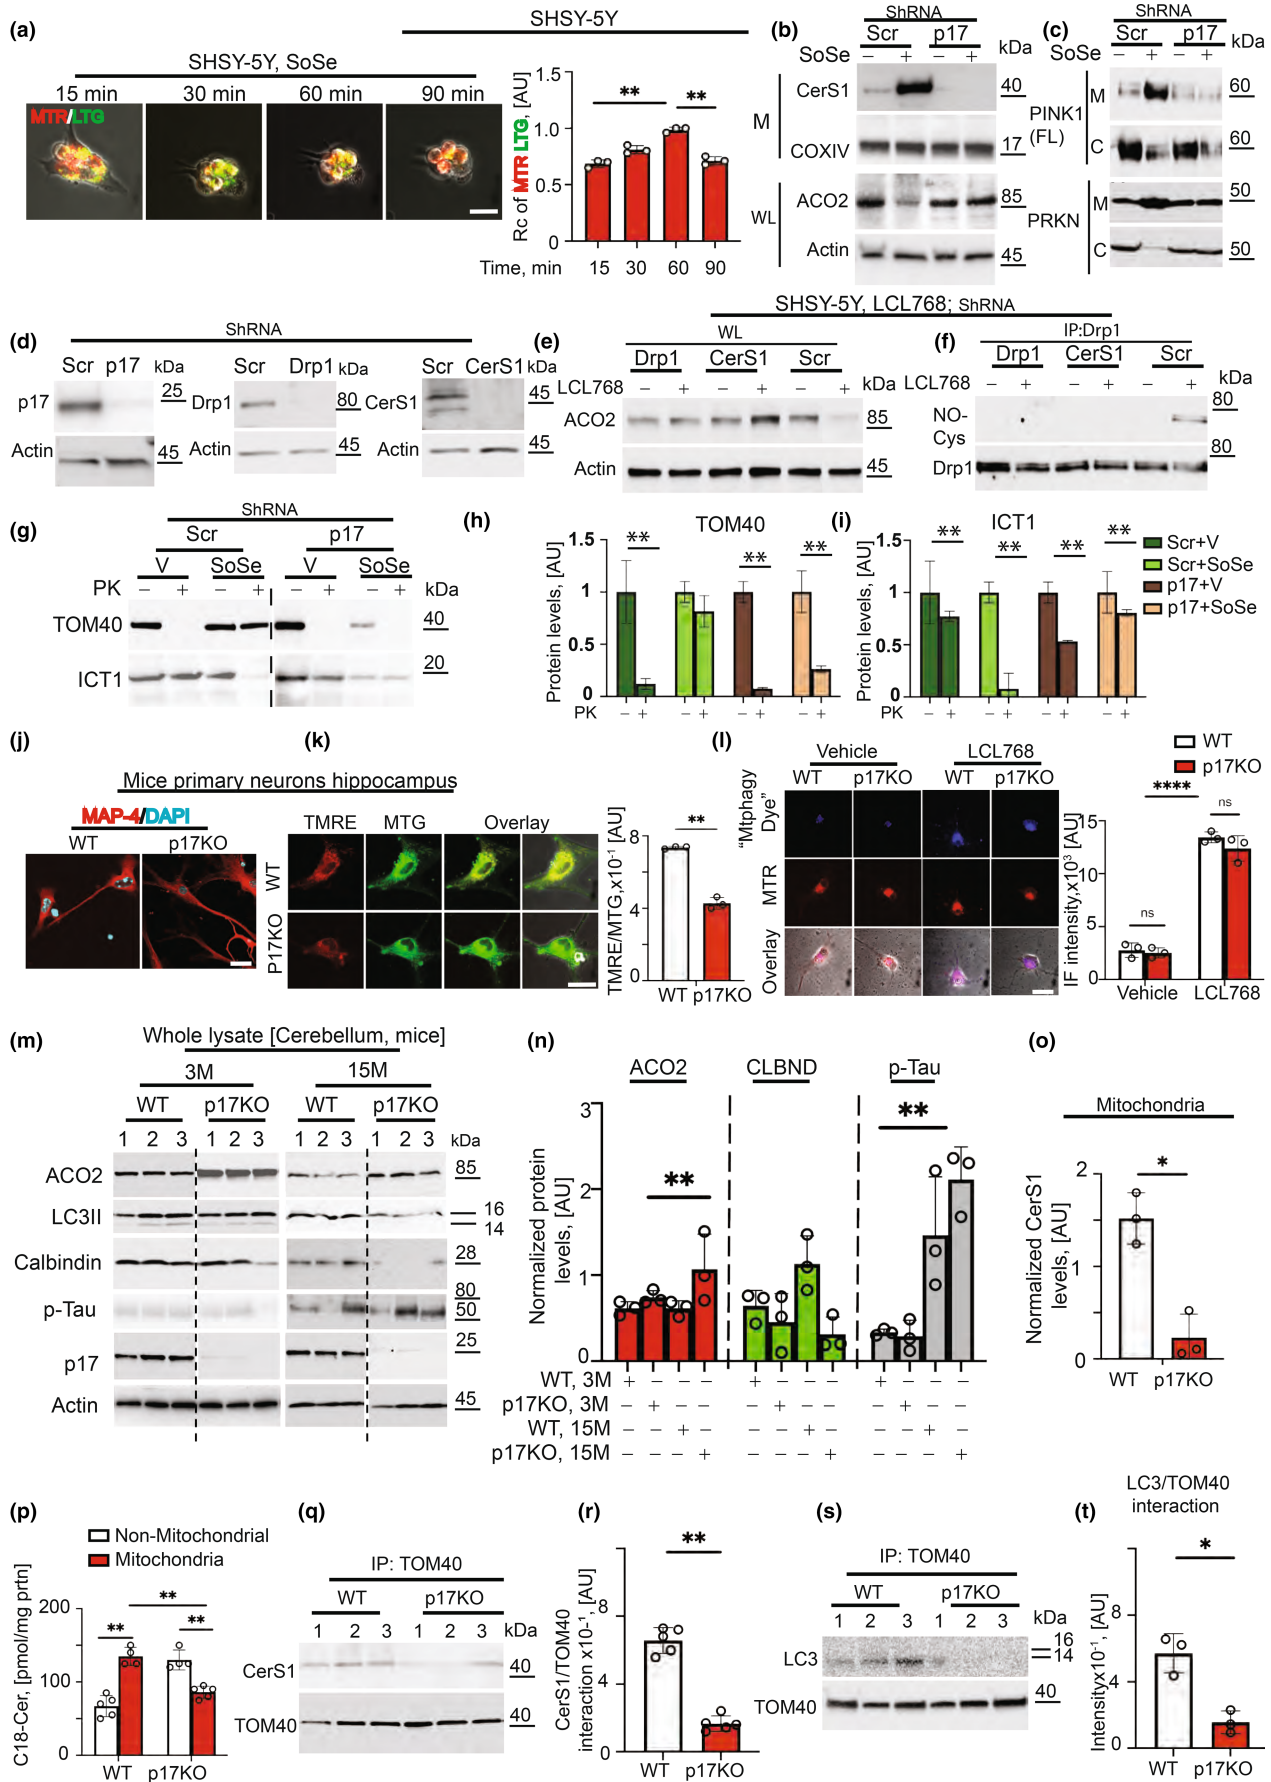 (a)
SHSY-5Y
SHSY-5Y, SoSe
15 min 30 min 60 min 90 min
MTR/LTG
Rc of MTR LTG, [AU]
1.5
1.0
0.5
0
** **
Time, min 15 30 60 90
(b)
ShRNA
Scr p17
SoSe – + – + kDa
M
CerS1 40
COXIV 17
WL
ACO2 85
Actin 45
(c)
ShRNA
Scr p17
SoSe – + – + kDa
PINK1 (FL)
M 60
C 60
PRKN
M 50
C 50
(d)
ShRNA
Scr p17 kDa
p17 25
Actin 45
Scr Drp1 kDa
Drp1 80
Actin 45
Scr CerS1 kDa
CerS1 45
Actin 45
SHSY-5Y, LCL768; ShRNA
(e)
WL
Drp1 CerS1 Scr
LCL768 – + – + – + kDa
ACO2 85
Actin 45
(f)
IP:Drp1
Drp1 CerS1 Scr
LCL768 – + – + – + kDa
NO-Cys 80
Drp1 80
(g)
ShRNA
Scr p17
V SoSe V SoSe
PK – + – + – + – + kDa
TOM40 40
ICT1 20
(h)
TOM40
Protein levels, [AU]
1.5
1
0.5
0
** ** **
PK – + – + – + – +
(i)
ICT1
Protein levels, [AU]
1.5
1
0.5
0
** ** ** **
PK – + – + – + – +
Scr+V
Scr+SoSe
p17+V
p17+SoSe
(j)
Mice primary neurons hippocampus
MAP-4/DAPI
WT p17KO
(k)
TMRE MTG Overlay
WT
P17KO
TMRE/MTG,x10⁻¹ [AU]
8
4
0
**
WT p17KO
(l)
Vehicle LCL768
WT p17KO WT p17KO
"Mtphagy Dye"
MTR
Overlay
WT
p17KO
IF intensity,x10³ [AU]
15
10
5
0
**** ns
ns
Vehicle LCL768
(m)
Whole lysate [Cerebellum, mice]
3M 15M
WT p17KO WT p17KO
1 2 3 1 2 3 1 2 3 1 2 3 kDa
ACO2 85
LC3II 16
14
Calbindin 28
80
p-Tau 50
p17 25
Actin 45
(n)
ACO2 CLBND p-Tau
Normalized protein levels, [AU]
3
2
1
0
** **
WT, 3M + – – – + – – – + – – –
p17KO, 3M – + – – – + – – – + – –
WT, 15M – – + – – – + – – – + –
p17KO, 15M – – – + – – – + – – – +
(o)
Mitochondria
Normalized CerS1 levels, [AU]
2
1
0
*
WT p17KO
(p)
Non-Mitochondrial
Mitochondria
C18-Cer, [pmol/mg prtn]
200
100
0
** ** **
WT p17KO
(q)
IP: TOM40
WT p17KO
1 2 3 1 2 3 kDa
CerS1 40
TOM40 40
(r)
CerS1/TOM40 interaction x10⁻¹, [AU]
8
4
0
**
WT p17KO
(s)
IP: TOM40
WT p17KO
1 2 3 1 2 3 kDa
LC3 16
14
TOM40 40
(t)
LC3/TOM40
interaction
Intensityx10⁻¹, [AU]
8
4
0
*
WT p17KO